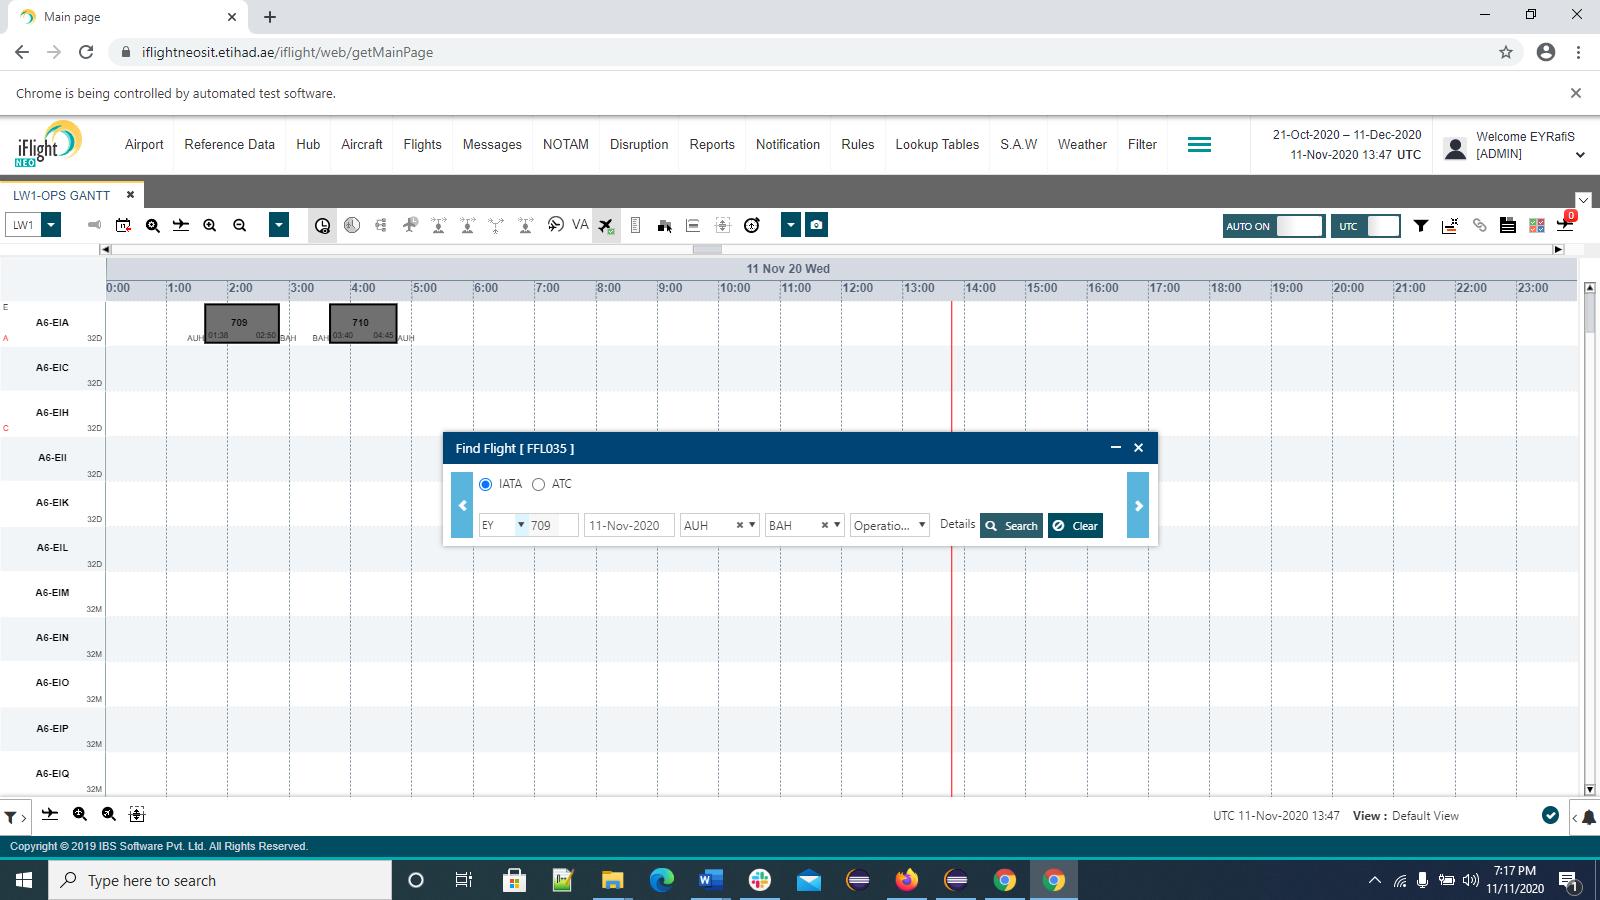 Main page
iflightneosit.etihad.ae/iflight/web/getMainPage
Chrome is being controlled by automated test software.
iFlight NEO
Airport Reference Data Hub Aircraft Flights Messages NOTAM Disruption Reports Notification Rules Lookup Tables S.A.W Weather Filter
21-Oct-2020 – 11-Dec-2020
11-Nov-2020 13:47 UTC
Welcome EYRafiS
[ADMIN]
LW1-OPS GANTT
LW1 VA AUTO ON UTC 0
11 Nov 20 Wed
0:00 1:00 2:00 3:00 4:00 5:00 6:00 7:00 8:00 9:00 10:00 11:00 12:00 13:00 14:00 15:00 16:00 17:00 18:00 19:00 20:00 21:00 22:00 23:00
E
A6-EIA 709 710
A 32D AUH 01:38 02:50 BAH BAH 03:40 04:45 AUH
A6-EIC
32D
A6-EIH
C 32D
A6-EII
32D
A6-EIK
32D
A6-EIL
32D
A6-EIM
32M
A6-EIN
32M
A6-EIO
32M
A6-EIP
32M
A6-EIQ
32M
Find Flight [ FFL035 ]
IATA ATC
EY 709 11-Nov-2020 AUH BAH Operatio... Details Search Clear
UTC 11-Nov-2020 13:47 View : Default View
Copyright © 2019 IBS Software Pvt. Ltd. All Rights Reserved.
Type here to search
7:17 PM
11/11/2020
1